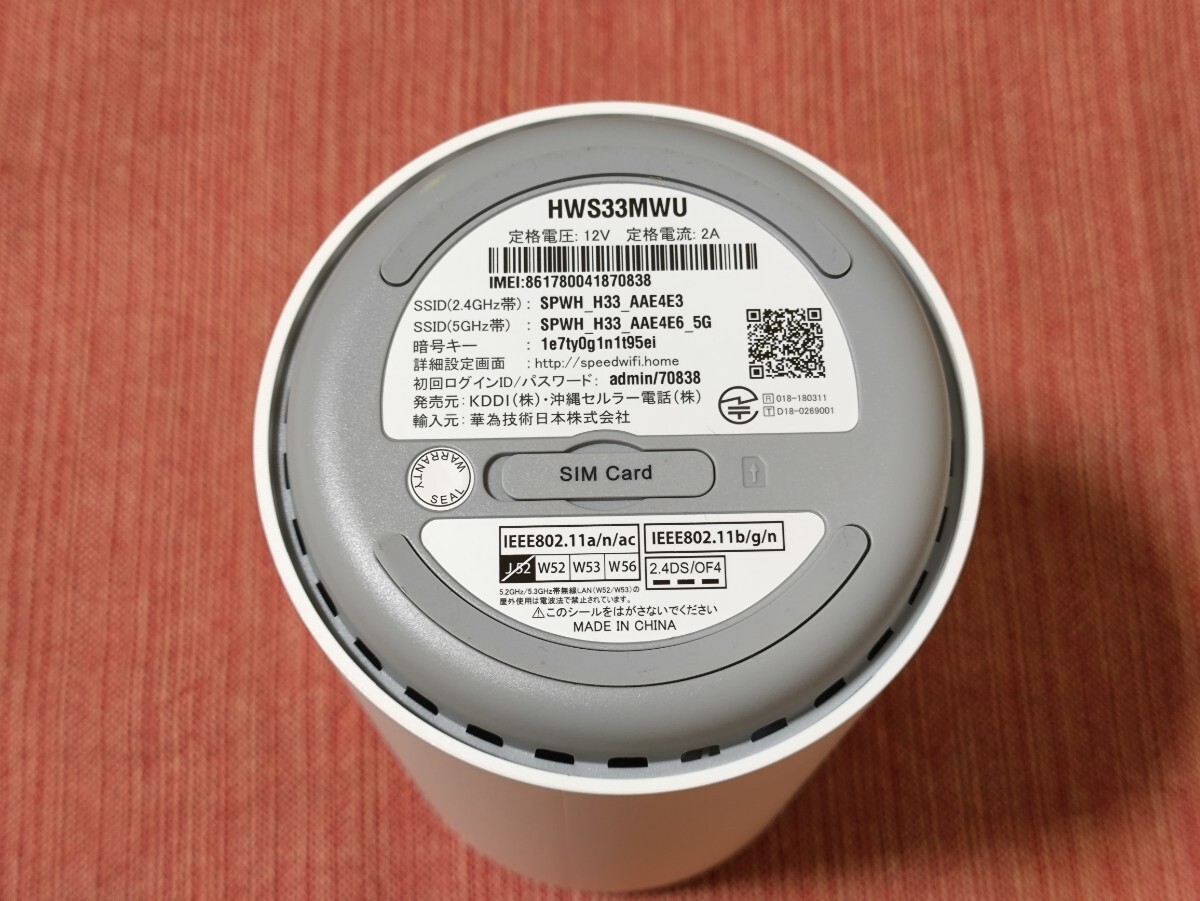 HWS33MWU
定格電圧: 12V 定格電流: 2A
IMEI:861780041870838
SSID(2.4GHz帯) : SPWH_H33_AAE4E3
SSID(5GHz帯) : SPWH_H33_AAE4E6_5G
暗号キー : 1e7ty0g1n1t95ei
詳細設定画面 : http://speedwifi.home
初回ログインID/パスワード: admin/70838
発売元: KDDI(株)・沖縄セルラー電話(株)
輸入元: 華為技術日本株式会社
R 018-180311
T D18-0269001
WARRANTY SEAL
SIM Card
IEEE802.11a/n/ac
IEEE802.11b/g/n
J52 W52 W53 W56
2.4DS/OF4
5.2GHz/5.3GHz帯無線LAN(W52/W53)の
屋外使用は電波法で禁止されています。
⚠このシールをはがさないでください
MADE IN CHINA